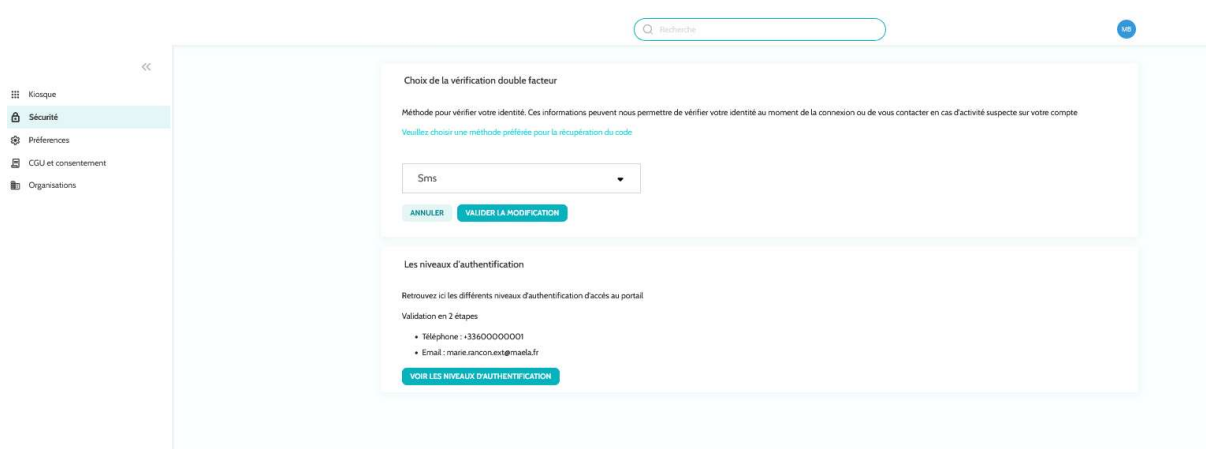 Recherche
MB
Kiosque
Sécurité
Préferences
CGU et consentement
Organisations
Choix de la vérification double facteur
Méthode pour vérifier votre identité. Ces informations peuvent nous permettre de vérifier votre identité au moment de la connexion ou de vous contacter en cas d'activité suspecte sur votre compte
Veuillez choisir une méthode préférée pour la récupération du code
Sms
ANNULER
VALIDER LA MODIFICATION
Les niveaux d'authentification
Retrouvez ici les différents niveaux d'authentification d'accés au portail
Validation en 2 étapes
• Téléphone : +33600000001
• Email : marie.rancon.ext@maela.fr
VOIR LES NIVEAUX D'AUTHENTIFICATION